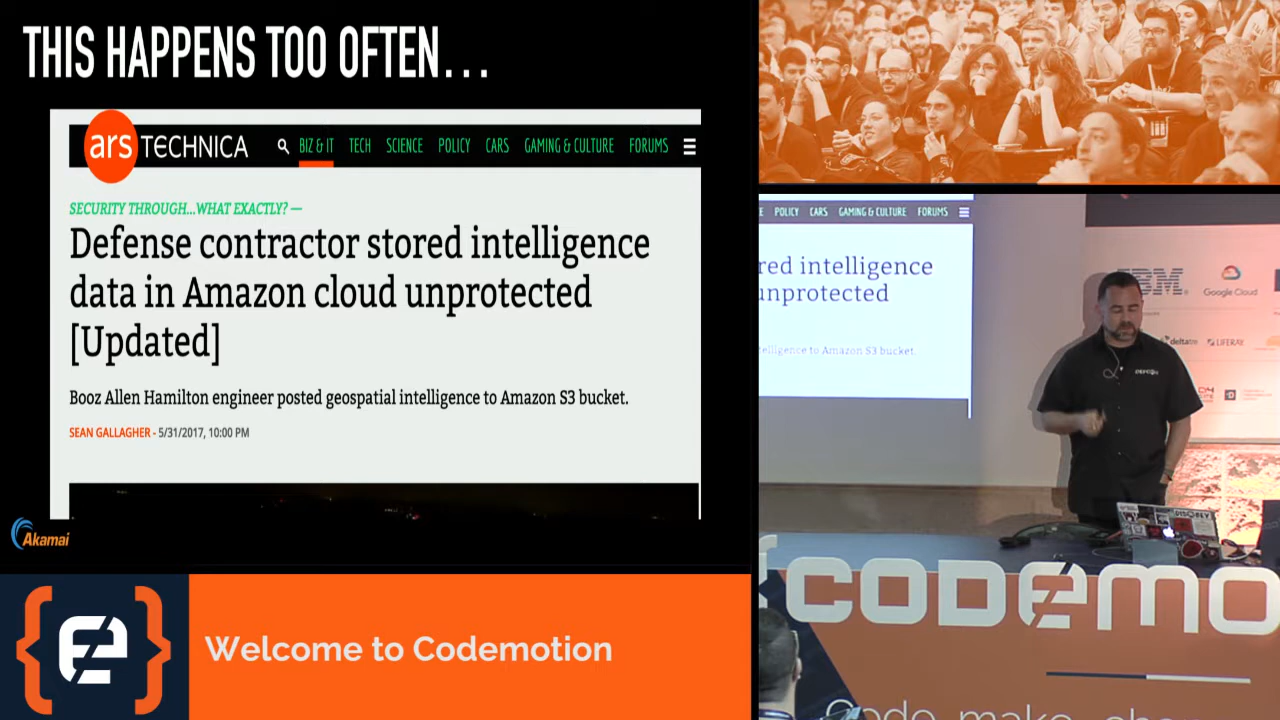 THIS HAPPENS TOO OFTEN...
ars TECHNICA
BIZ & IT TECH SCIENCE POLICY CARS GAMING & CULTURE FORUMS
SECURITY THROUGH...WHAT EXACTLY? —
Defense contractor stored intelligence
data in Amazon cloud unprotected
[Updated]
Booz Allen Hamilton engineer posted geospatial intelligence to Amazon S3 bucket.
SEAN GALLAGHER - 5/31/2017, 10:00 PM
Akamai
Welcome to Codemotion
POLICY CARS GAMING & CULTURE FORUMS
red intelligence
unprotected
telligence to Amazon S3 bucket.
IBM
Google Cloud
deltatre
LIFERAY
CODEMO